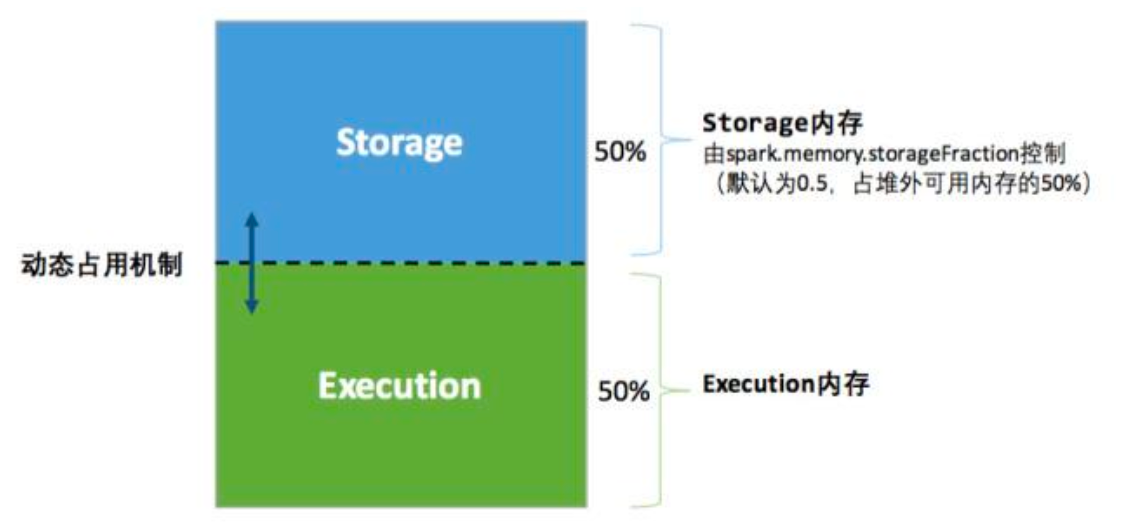 Storage
50%
Storage内存
由spark.memory.storageFraction控制
（默认为0.5，占堆外可用内存的50%）
动态占用机制
Execution
50%
Execution内存